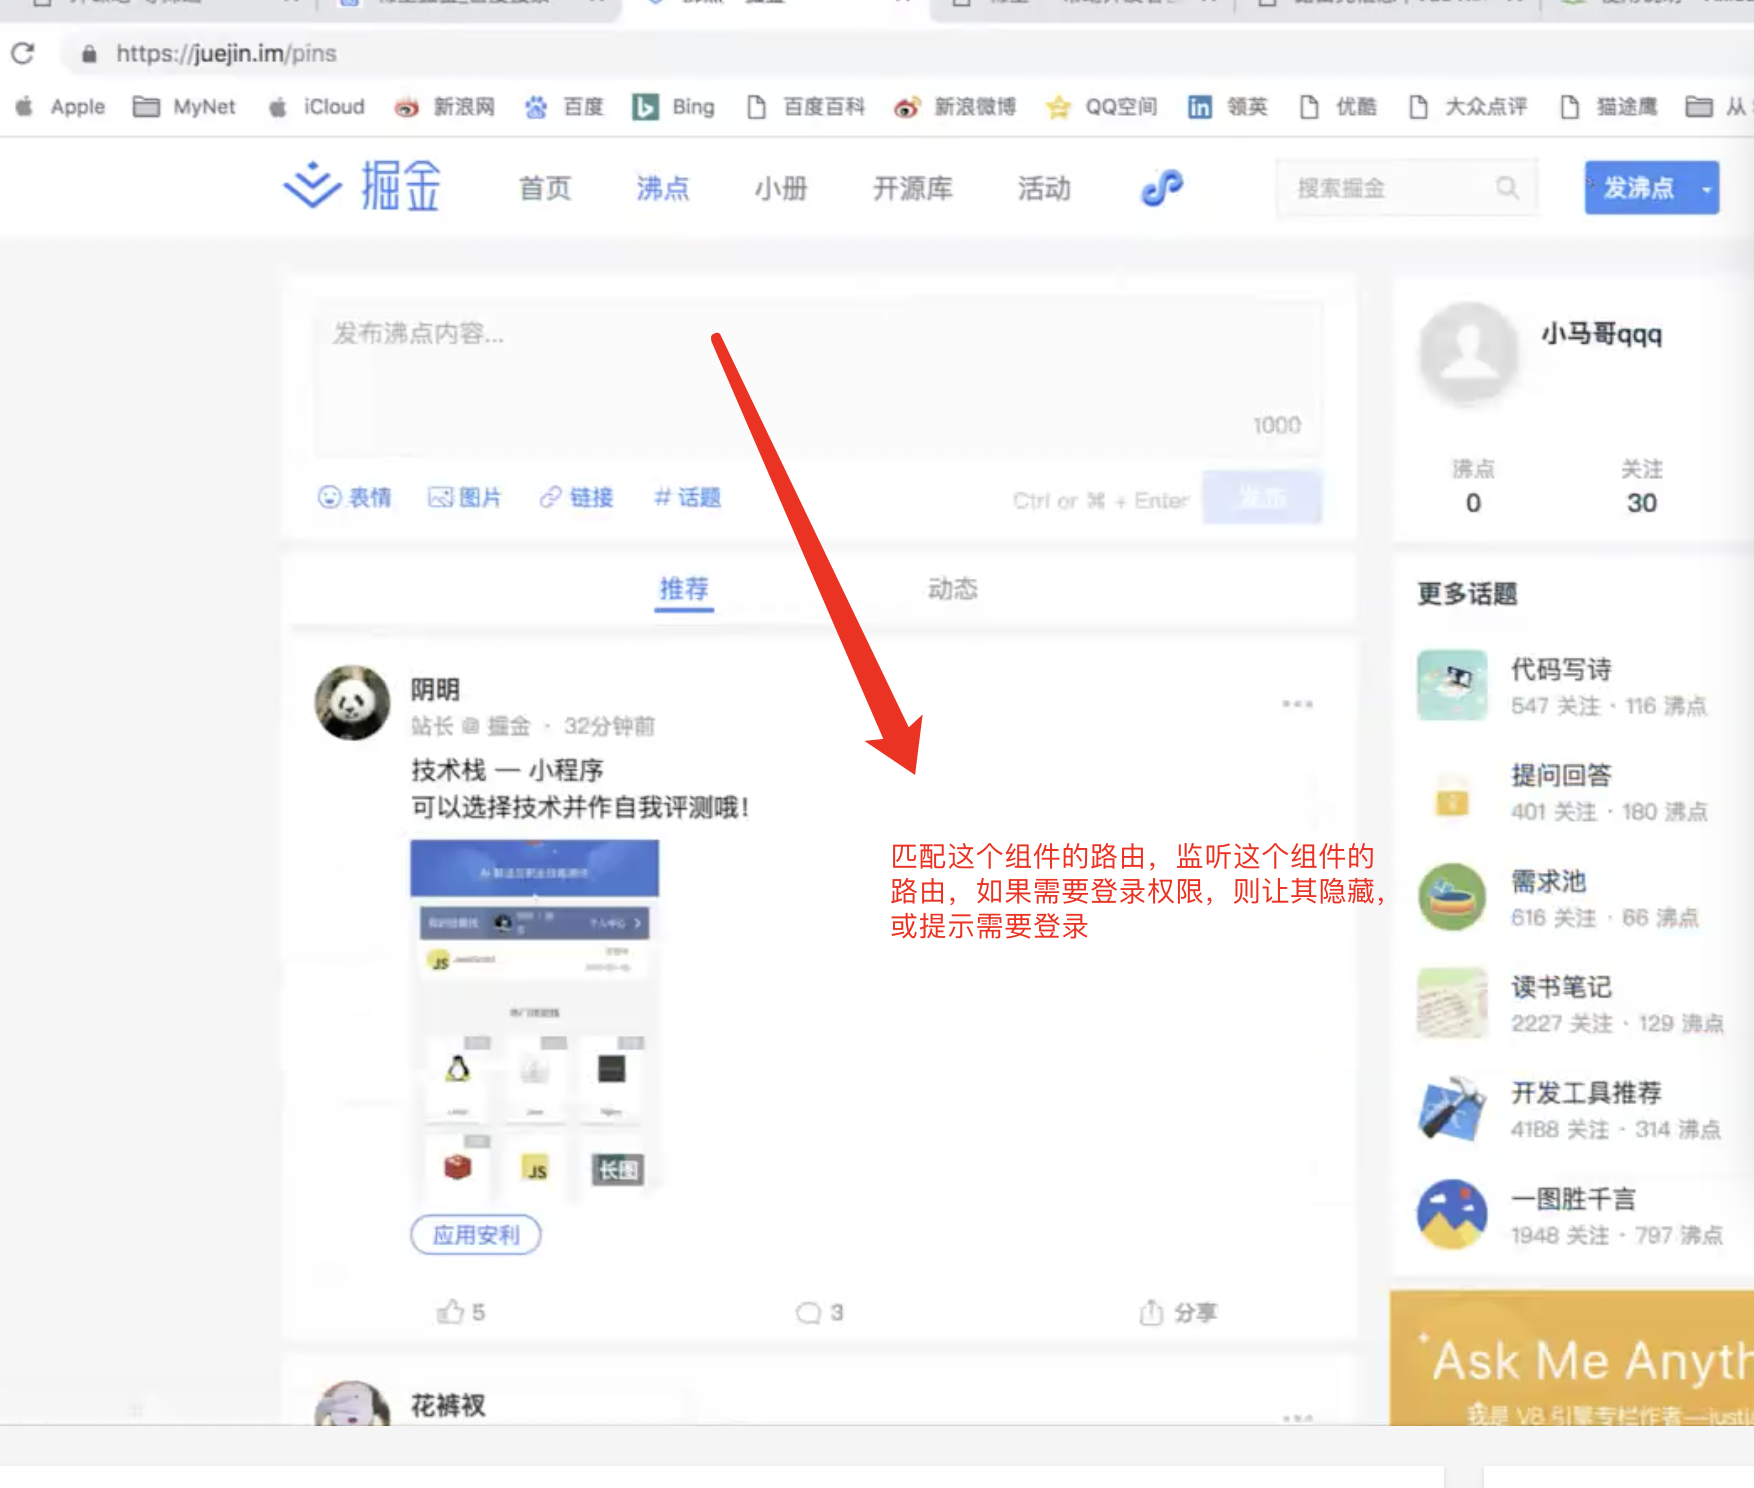 https://juejin.im/pins
Apple MyNet iCloud 新浪网 百度 Bing 百度百科 新浪微博 QQ空间 领英 优酷 大众点评 猫途鹰 从
掘金 首页 沸点 小册 开源库 活动 搜索掘金 发沸点
发布沸点内容...
1000
表情 图片 链接 # 话题 Ctrl or ⌘ + Enter 发布
推荐 动态
阴明
站长 @ 掘金 · 32分钟前
技术栈 — 小程序
可以选择技术并作自我评测哦!
个人中心
JS
JS
长图
应用安利
5 3 分享
花裤衩
匹配这个组件的路由，监听这个组件的
路由，如果需要登录权限，则让其隐藏，
或提示需要登录
小马哥qqq
沸点 关注
0 30
更多话题
代码写诗
547 关注 · 116 沸点
提问回答
401 关注 · 180 沸点
需求池
616 关注 · 66 沸点
读书笔记
2227 关注 · 129 沸点
开发工具推荐
4188 关注 · 314 沸点
一图胜千言
1948 关注 · 797 沸点
Ask Me Anyth
我是 V8 引擎专栏作者—justj